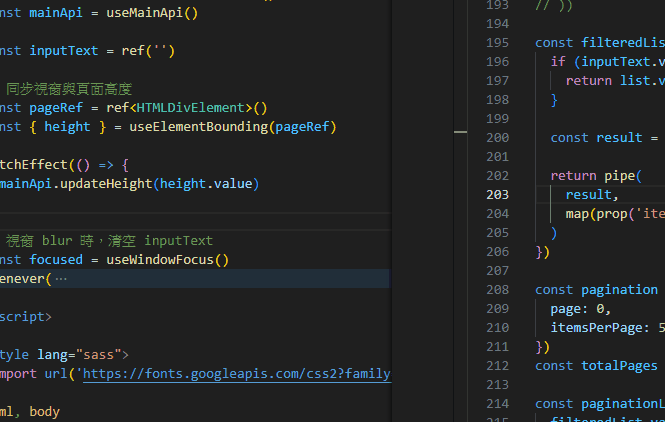 nst mainApi = useMainApi()
nst inputText = ref('')
同步視窗與頁面高度
nst pageRef = ref<HTMLDivElement>()
nst { height } = useElementBounding(pageRef)
tchEffect(() => {
mainApi.updateHeight(height.value)
視窗 blur 時，清空 inputText
nst focused = useWindowFocus()
enever( ···
script>
tyle lang="sass">
mport url('https://fonts.googleapis.com/css2?family
ml, body
193 // ))
194
195 const filteredLis
196 if (inputText.v
197 return list.v
198 }
199
200 const result =
201
202 return pipe(
203 result,
204 map(prop('ite
205 )
206 })
207
208 const pagination
209 page: 0,
210 itemsPerPage: 5
211 })
212 const totalPages
213
214 const paginationL